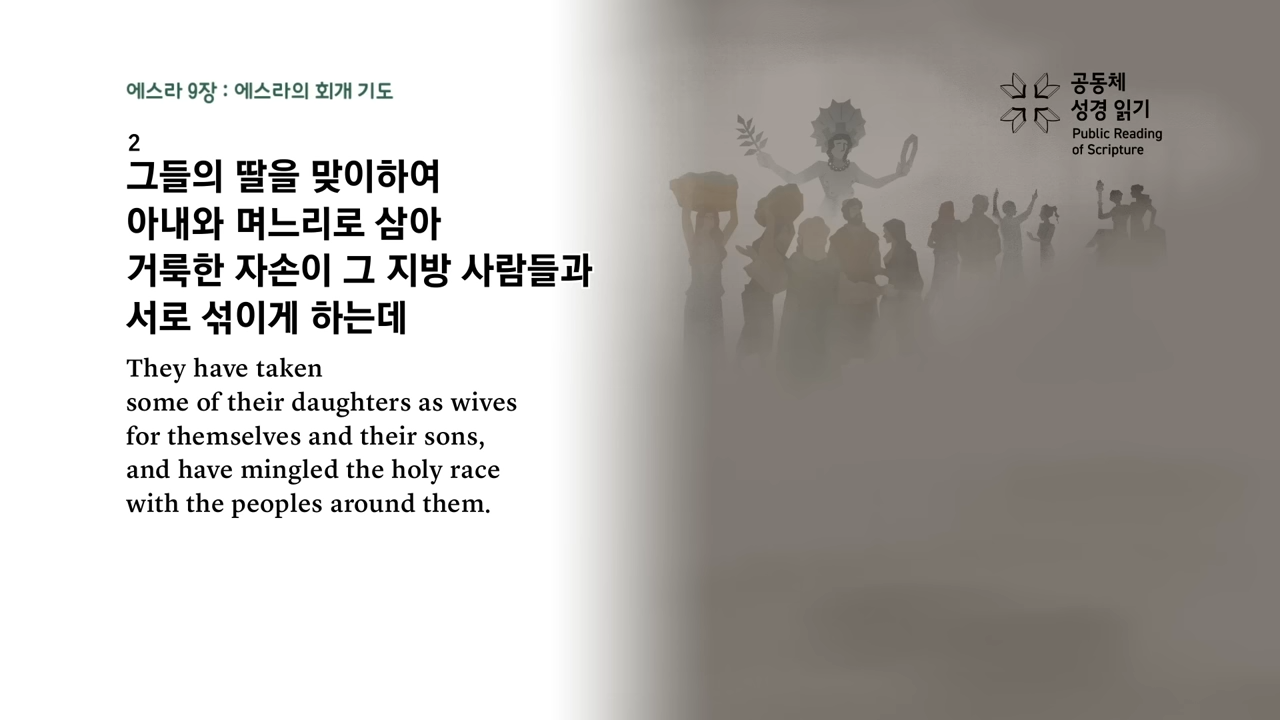 에스라 9장 : 에스라의 회개 기도
2
그들의 딸을 맞이하여
아내와 며느리로 삼아
거룩한 자손이 그 지방 사람들과
서로 섞이게 하는데
They have taken
some of their daughters as wives
for themselves and their sons,
and have mingled the holy race
with the peoples around them.
공동체
성경 읽기
Public Reading
of Scripture